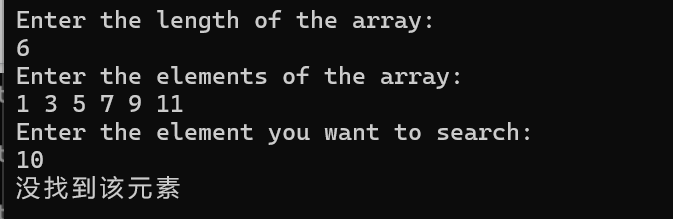 Enter the length of the array:
6
Enter the elements of the array:
1 3 5 7 9 11
Enter the element you want to search:
10
没找到该元素